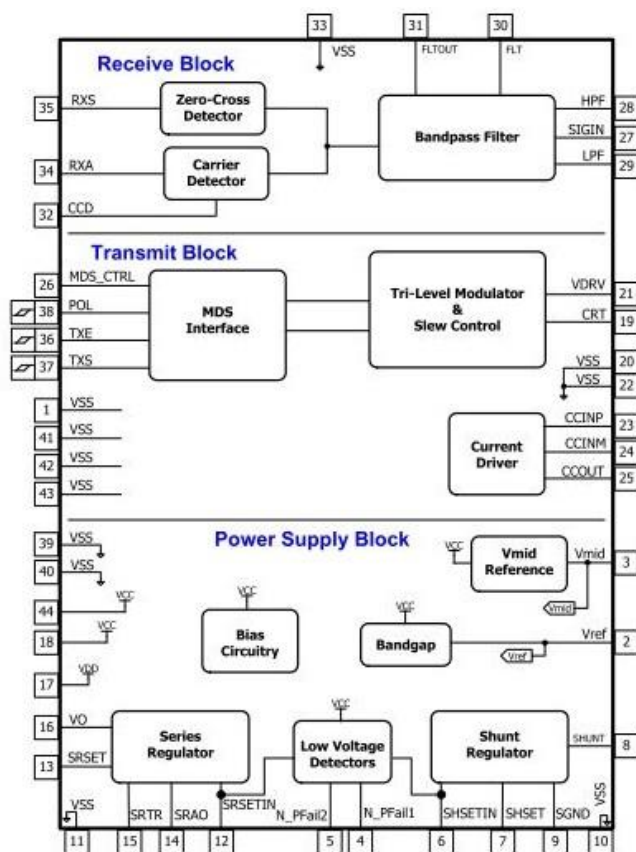 33
31
30
VSS
FLTOUT
FLT
Receive Block
35
RXS
Zero-Cross
Detector
Bandpass Filter
HPF
28
SIGIN
27
LPF
29
34
RXA
Carrier
Detector
32
CCD
Transmit Block
26
MDS_CTRL
38
POL
36
TXE
37
TXS
MDS
Interface
Tri-Level Modulator
&
Slew Control
VDRV
21
CRT
19
VSS
20
VSS
22
1
VSS
41
VSS
42
VSS
43
VSS
Current
Driver
CCINP
23
CCINM
24
CCOUT
25
Power Supply Block
39
VSS
40
VSS
44
VCC
18
VCC
17
VDD
VCC
Bias
Circuitry
VCC
Vmid
Reference
Vmid
3
Vmid
VCC
Bandgap
Vref
2
Vref
16
VO
13
SRSET
Series
Regulator
VCC
Low Voltage
Detectors
Shunt
Regulator
SHUNT
8
VSS
SRTR
SRAO
SRSETIN
N_PFail2
N_PFail1
SHSETIN
SHSET
SGND
VSS
11
15
14
12
5
4
6
7
9
10